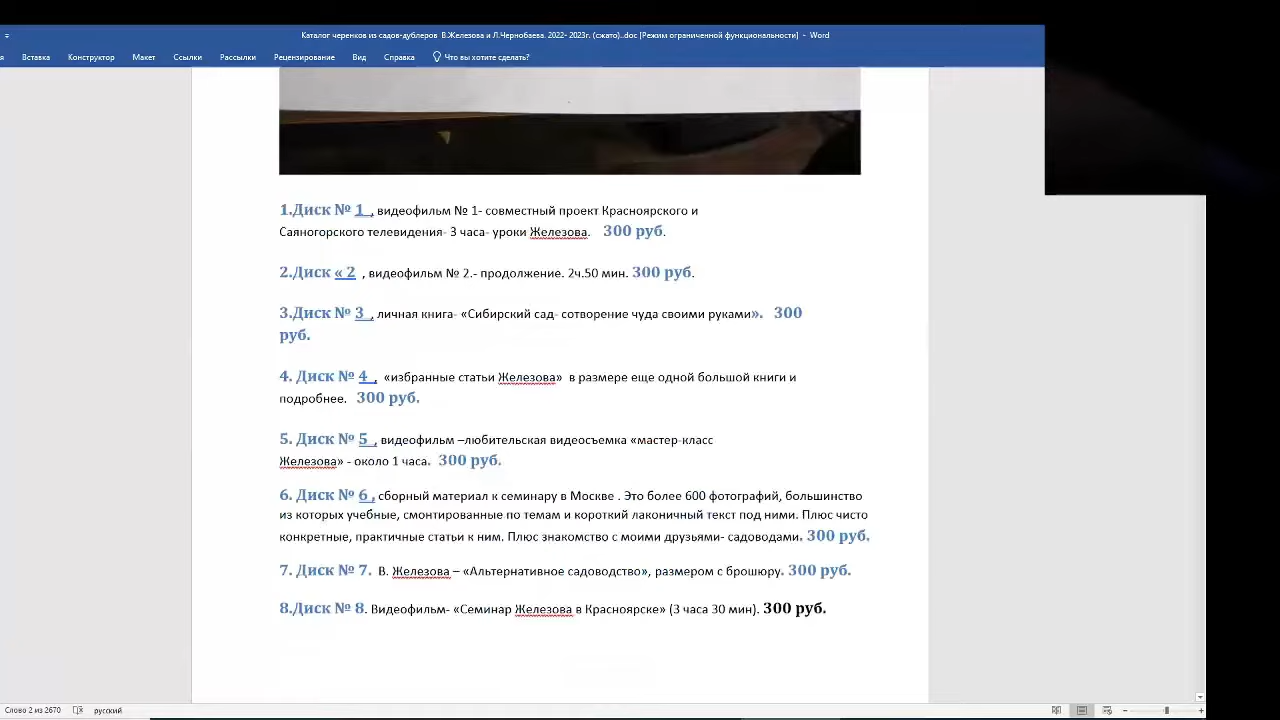 Каталог черенков из садов-дублеров В.Железова и Л.Чернобаева. 2022- 2023г. (сжато)..doc [Режим ограниченной функциональности] - Word
я Вставка Конструктор Макет Ссылки Рассылки Рецензирование Вид Справка Что вы хотите сделать?
1.Диск № 1 , видеофильм № 1- совместный проект Красноярского и
Саяногорского телевидения- 3 часа- уроки Железова. 300 руб.
2.Диск « 2 , видеофильм № 2.- продолжение. 2ч.50 мин. 300 руб.
3.Диск № 3 , личная книга- «Сибирский сад- сотворение чуда своими руками». 300
руб.
4. Диск № 4 , «избранные статьи Железова» в размере еще одной большой книги и
подробнее. 300 руб.
5. Диск № 5 , видеофильм –любительская видеосъемка «мастер-класс
Железова» - около 1 часа. 300 руб.
6. Диск № 6 , сборный материал к семинару в Москве . Это более 600 фотографий, большинство
из которых учебные, смонтированные по темам и короткий лаконичный текст под ними. Плюс чисто
конкретные, практичные статьи к ним. Плюс знакомство с моими друзьями- садоводами. 300 руб.
7. Диск № 7. В. Железова – «Альтернативное садоводство», размером с брошюру. 300 руб.
8.Диск № 8. Видеофильм- «Семинар Железова в Красноярске» (3 часа 30 мин). 300 руб.
Слово 2 из 2670 русский